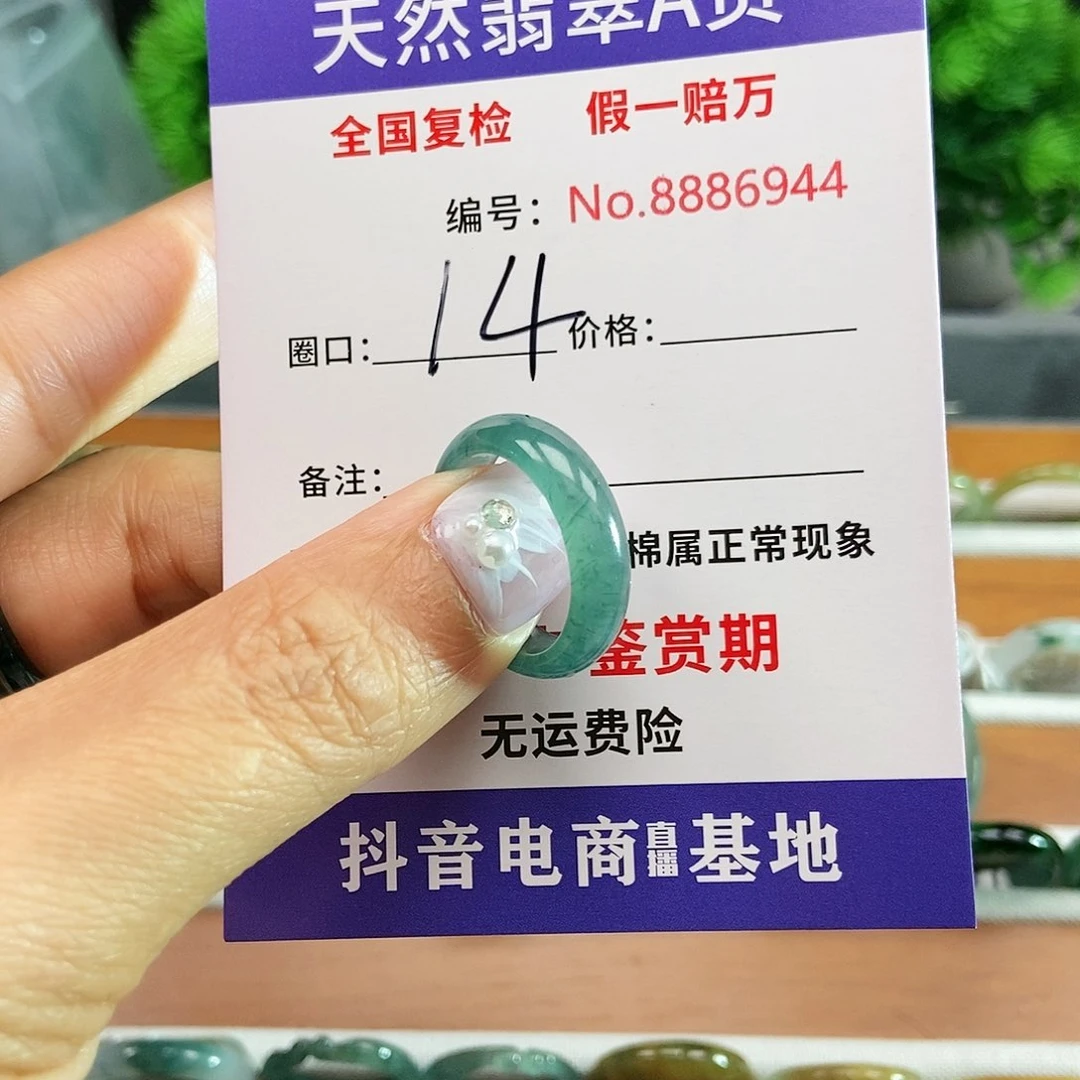 天然翡翠A货
全国复检 假一赔万
编号：No.8886944
圈口：14 价格：
备注：
棉属正常现象
鉴赏期
无运费险
抖音电商直播基地